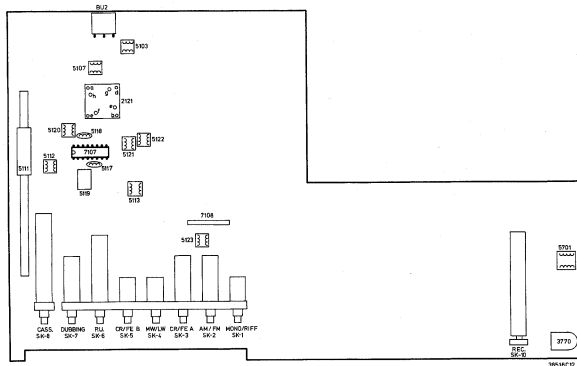 BU2
5103
5107
2121
5120
5118
5122
5121
7107
5112
5117
5111
5119
5113
7108
5123
5701
3770
CASS. DUBBING P.U. CR/FE B MW/LW CR/FE A AM/FM MONO/RIFF
SK-8 SK-7 SK-6 SK-5 SK-4 SK-3 SK-2 SK-1
REC.
SK-10
38516C12